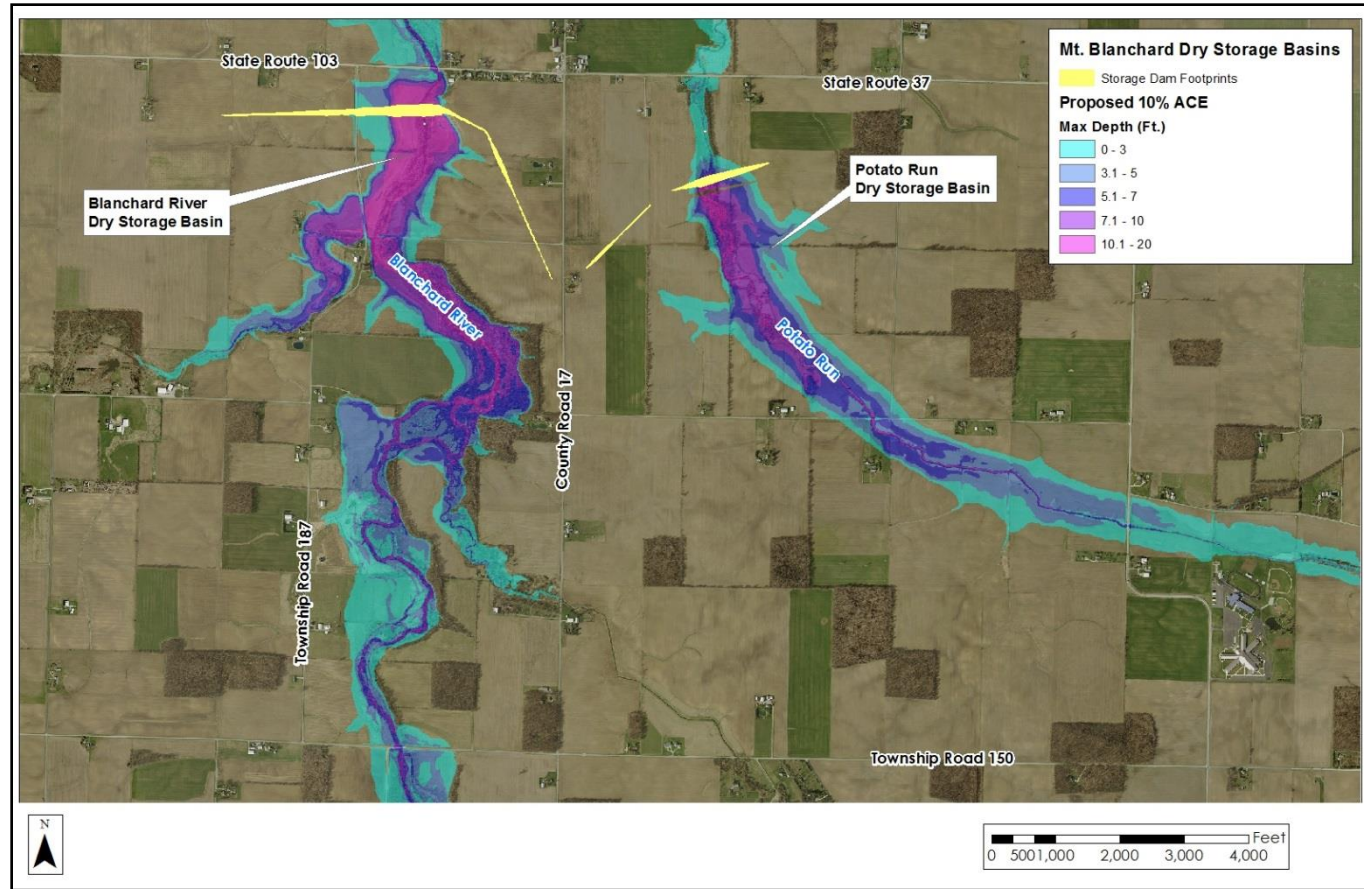 State Route 103
State Route 37
Mt. Blanchard Dry Storage Basins
Storage Dam Footprints
Proposed 10% ACE
Max Depth (Ft.)
0 - 3
3.1 - 5
5.1 - 7
7.1 - 10
10.1 - 20
Blanchard River
Dry Storage Basin
Potato Run
Dry Storage Basin
Blanchard River
Potato Run
County Road 17
Township Road 187
Township Road 150
N
Feet
0 5001,000 2,000 3,000 4,000